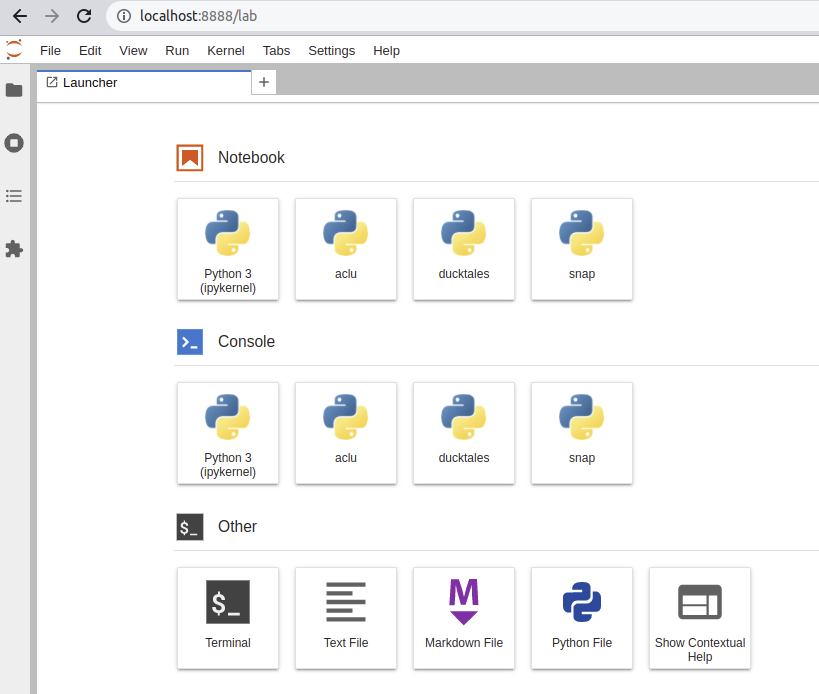 localhost:8888/lab
File Edit View Run Kernel Tabs Settings Help
Launcher +
Notebook
Python 3 (ipykernel)
aclu
ducktales
snap
Console
Python 3 (ipykernel)
aclu
ducktales
snap
$_ Other
$_ Terminal
Text File
M Markdown File
Python File
Show Contextual Help